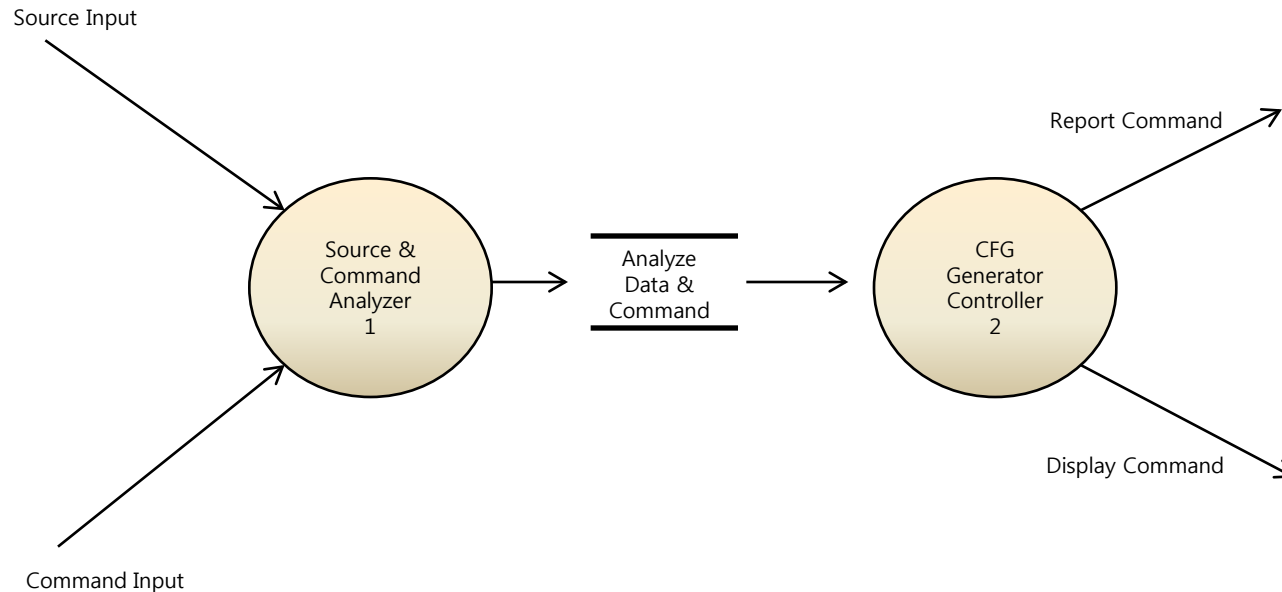 Source Input
Report Command
Source &
Command
Analyzer
1
Analyze
Data &
Command
CFG
Generator
Controller
2
Display Command
Command Input